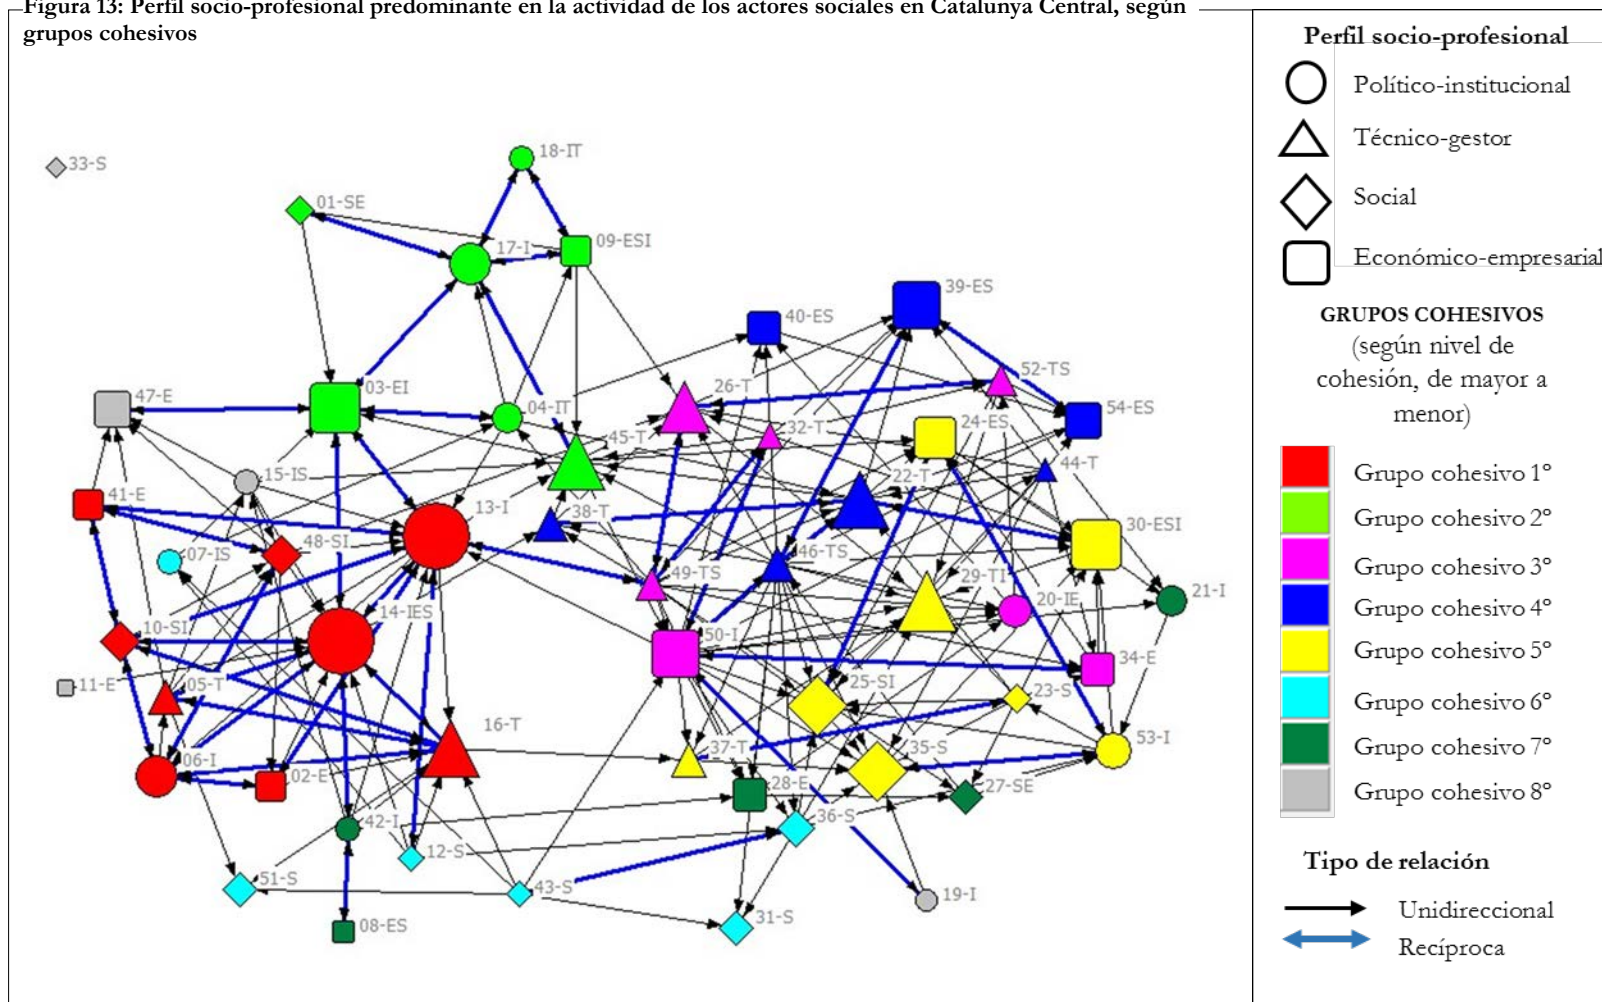 Figura 13: Perfil socio-profesional predominante en la actividad de los actores sociales en Catalunya Central, según
grupos cohesivos
33-S
18-IT
01-SE
17-I
09-ESI
39-ES
40-ES
47-E
03-EI
04-IT
26-T
52-TS
54-ES
32-T
24-ES
45-T
15-IS
22-T
44-T
41-E
13-I
38-T
30-ESI
48-SI
07-IS
46-TS
49-TS
29-TI
20-IE
21-I
14-IES
10-SI
50-I
34-E
11-E
05-T
25-SI
23-S
16-T
37-T
35-S
53-I
06-I
02-E
28-E
27-SE
42-I
36-S
12-S
51-S
43-S
19-I
31-S
08-ES
Perfil socio-profesional
Político-institucional
Técnico-gestor
Social
Económico-empresarial
GRUPOS COHESIVOS
(según nivel de
cohesión, de mayor a
menor)
Grupo cohesivo 1º
Grupo cohesivo 2º
Grupo cohesivo 3º
Grupo cohesivo 4º
Grupo cohesivo 5º
Grupo cohesivo 6º
Grupo cohesivo 7º
Grupo cohesivo 8º
Tipo de relación
Unidireccional
Recíproca